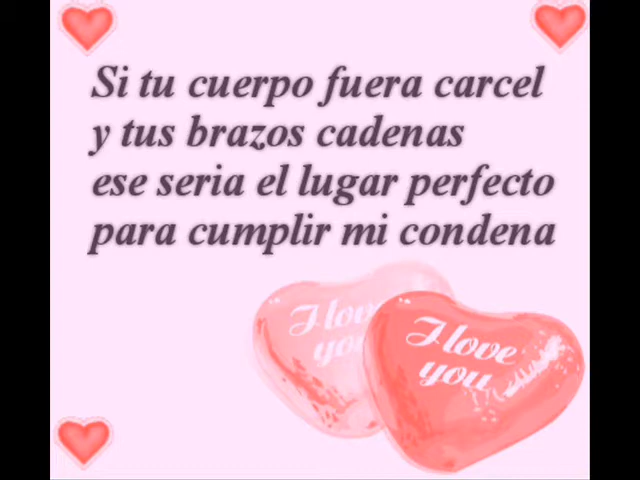 Si tu cuerpo fuera carcel
y tus brazos cadenas
ese seria el lugar perfecto
para cumplir mi condena
I love
you
I love
you